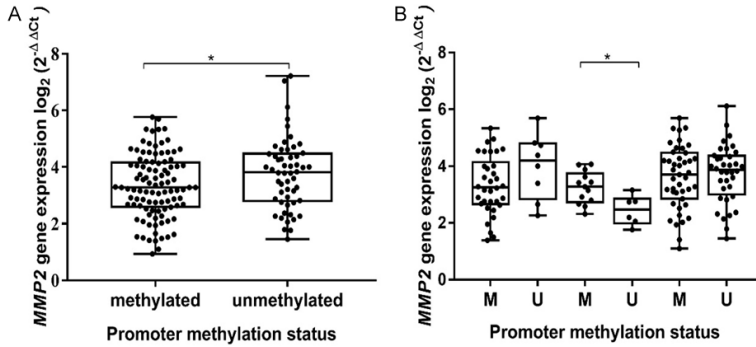 A
MMP2 gene expression log2 (2-ΔΔCt)
8
6
4
2
0
*
methylated unmethylated
Promoter methylation status
B
MMP2 gene expression log2 (2-ΔΔCt)
8
6
4
2
0
*
M U M U M U
Promoter methylation status